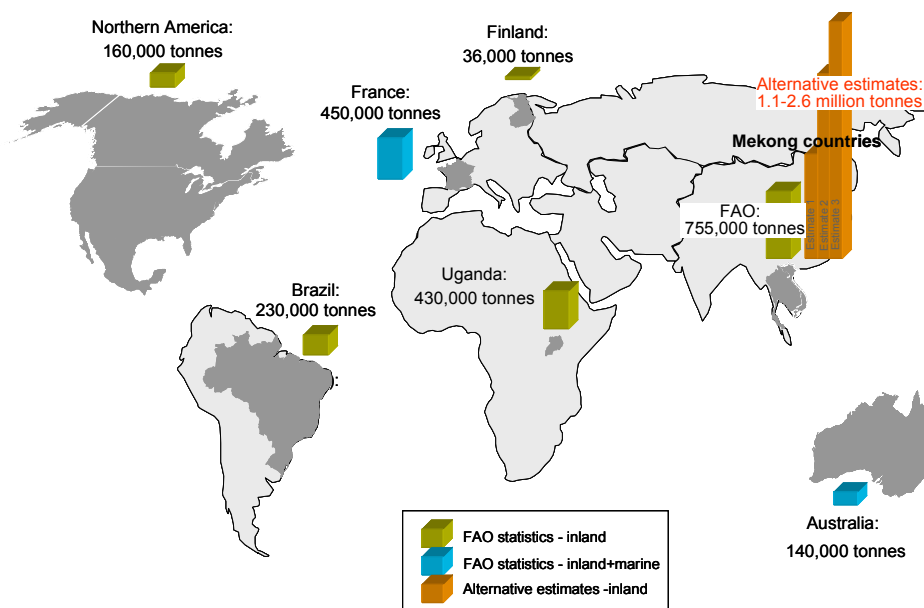 Northern America:
160,000 tonnes
Finland:
36,000 tonnes
France:
450,000 tonnes
Alternative estimates:
1.1-2.6 million tonnes
Mekong countries
FAO:
755,000 tonnes
Estimate 1
Estimate 2
Estimate 3
Uganda:
430,000 tonnes
Brazil:
230,000 tonnes
):
Australia:
140,000 tonnes
FAO statistics - inland
FAO statistics - inland+marine
Alternative estimates -inland